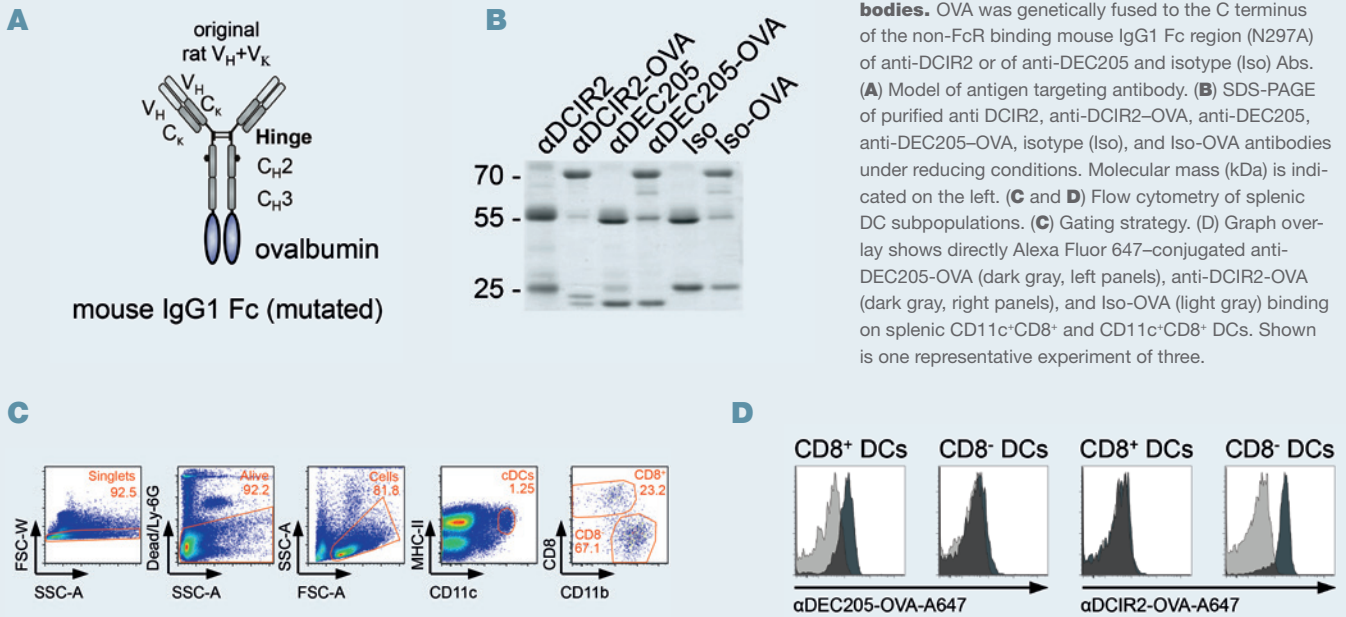 A
original
rat VH+Vκ
VH
Cκ
VH
Cκ
Hinge
CH2
CH3
ovalbumin
mouse IgG1 Fc (mutated)
B
αDCIR2
αDCIR2-OVA
αDEC205
αDEC205-OVA
Iso
Iso-OVA
70 -
55 -
25 -
bodies. OVA was genetically fused to the C terminus
of the non-FcR binding mouse IgG1 Fc region (N297A)
of anti-DCIR2 or of anti-DEC205 and isotype (Iso) Abs.
(A) Model of antigen targeting antibody. (B) SDS-PAGE
of purified anti DCIR2, anti-DCIR2–OVA, anti-DEC205,
anti-DEC205–OVA, isotype (Iso), and Iso-OVA antibodies
under reducing conditions. Molecular mass (kDa) is indi-
cated on the left. (C and D) Flow cytometry of splenic
DC subpopulations. (C) Gating strategy. (D) Graph over-
lay shows directly Alexa Fluor 647–conjugated anti-
DEC205-OVA (dark gray, left panels), anti-DCIR2-OVA
(dark gray, right panels), and Iso-OVA (light gray) binding
on splenic CD11c+CD8+ and CD11c+CD8+ DCs. Shown
is one representative experiment of three.
C
Singlets
92.5
FSC-W
SSC-A
Alive
92.2
Dead/Ly-6G
SSC-A
Cells
81.8
SSC-A
FSC-A
cDCs
1.25
MHC-II
CD11c
CD8+
23.2
CD8-
67.1
CD8
CD11b
D
CD8+ DCs
CD8- DCs
CD8+ DCs
CD8- DCs
αDEC205-OVA-A647
αDCIR2-OVA-A647